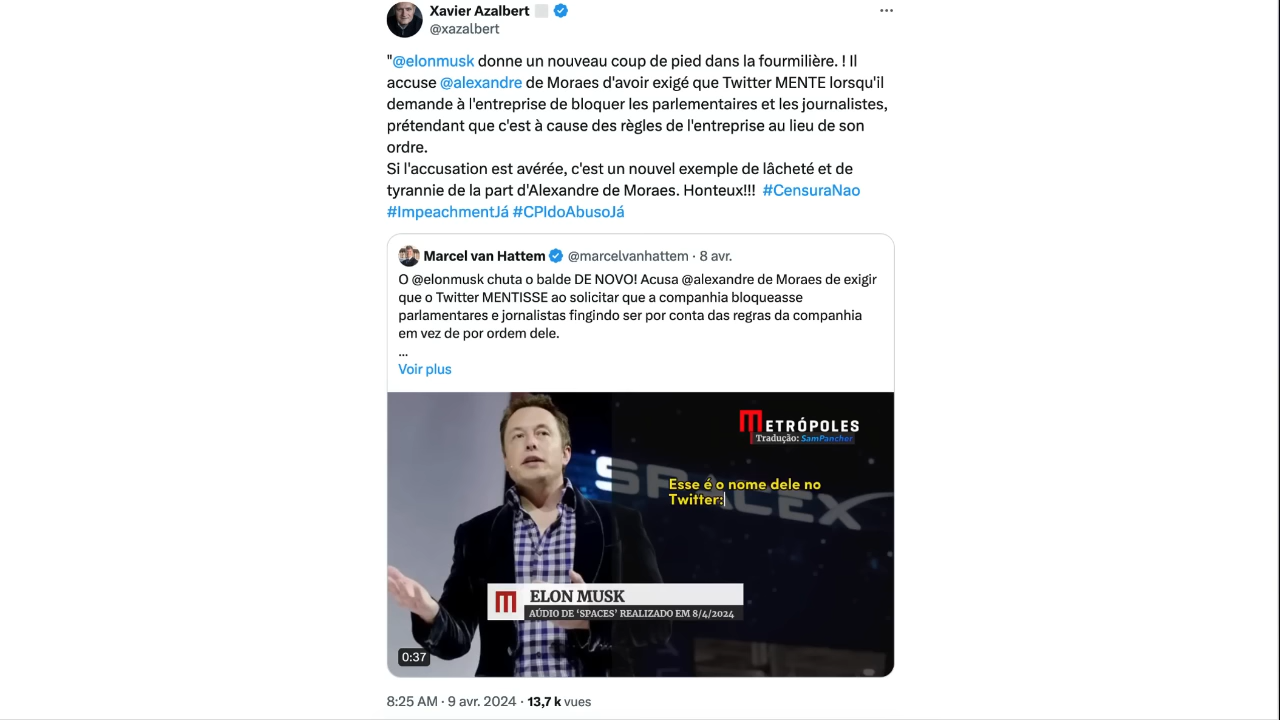 Xavier Azalbert
@xazalbert
"@elonmusk donne un nouveau coup de pied dans la fourmilière. ! Il
accuse @alexandre de Moraes d'avoir exigé que Twitter MENTE lorsqu'il
demande à l'entreprise de bloquer les parlementaires et les journalistes,
prétendant que c'est à cause des règles de l'entreprise au lieu de son
ordre.
Si l'accusation est avérée, c'est un nouvel exemple de lâcheté et de
tyrannie de la part d'Alexandre de Moraes. Honteux!!! #CensuraNao
#ImpeachmentJá #CPIdoAbusoJá
Marcel van Hattem @marcelvanhattem · 8 avr.
O @elonmusk chuta o balde DE NOVO! Acusa @alexandre de Moraes de exigir
que o Twitter MENTISSE ao solicitar que a companhia bloqueasse
parlamentares e jornalistas fingindo ser por conta das regras da companhia
em vez de por ordem dele.
...
Voir plus
METRÓPOLES
Tradução: SamPancher
SPACEX
Esse é o nome dele no
Twitter:
M ELON MUSK
AÚDIO DE 'SPACES' REALIZADO EM 8/4/2024
0:37
8:25 AM · 9 avr. 2024 · 13,7 k vues